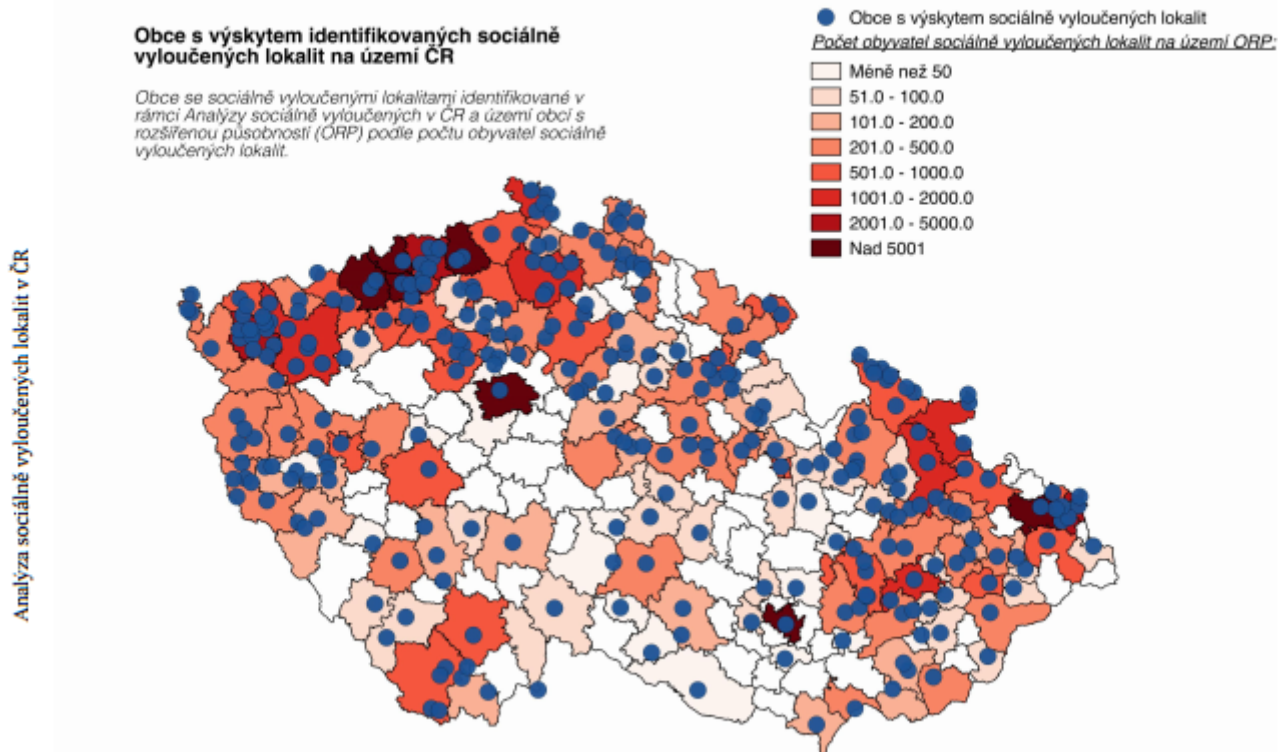 Obce s výskytem identifikovaných sociálně
vyloučených lokalit na území ČR
Obce se sociálně vyloučenými lokalitami identifikované v
rámci Analýzy sociálně vyloučených v ČR a území obcí s
rozšířenou působností (ORP) podle počtu obyvatel sociálně
vyloučených lokalit.
Obce s výskytem sociálně vyloučených lokalit
Počet obyvatel sociálně vyloučených lokalit na území ORP:
Méně než 50
51.0 - 100.0
101.0 - 200.0
201.0 - 500.0
501.0 - 1000.0
1001.0 - 2000.0
2001.0 - 5000.0
Nad 5001
Analýza sociálně vyloučených lokalit v ČR